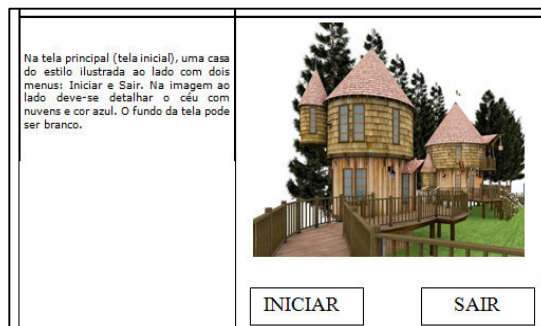 Na tela principal (tela inicial), uma casa
do estilo ilustrada ao lado com dois
menus: Iniciar e Sair. Na imagem ao
lado deve-se detalhar o céu com
nuvens e cor azul. O fundo da tela pode
ser branco.
INICIAR
SAIR